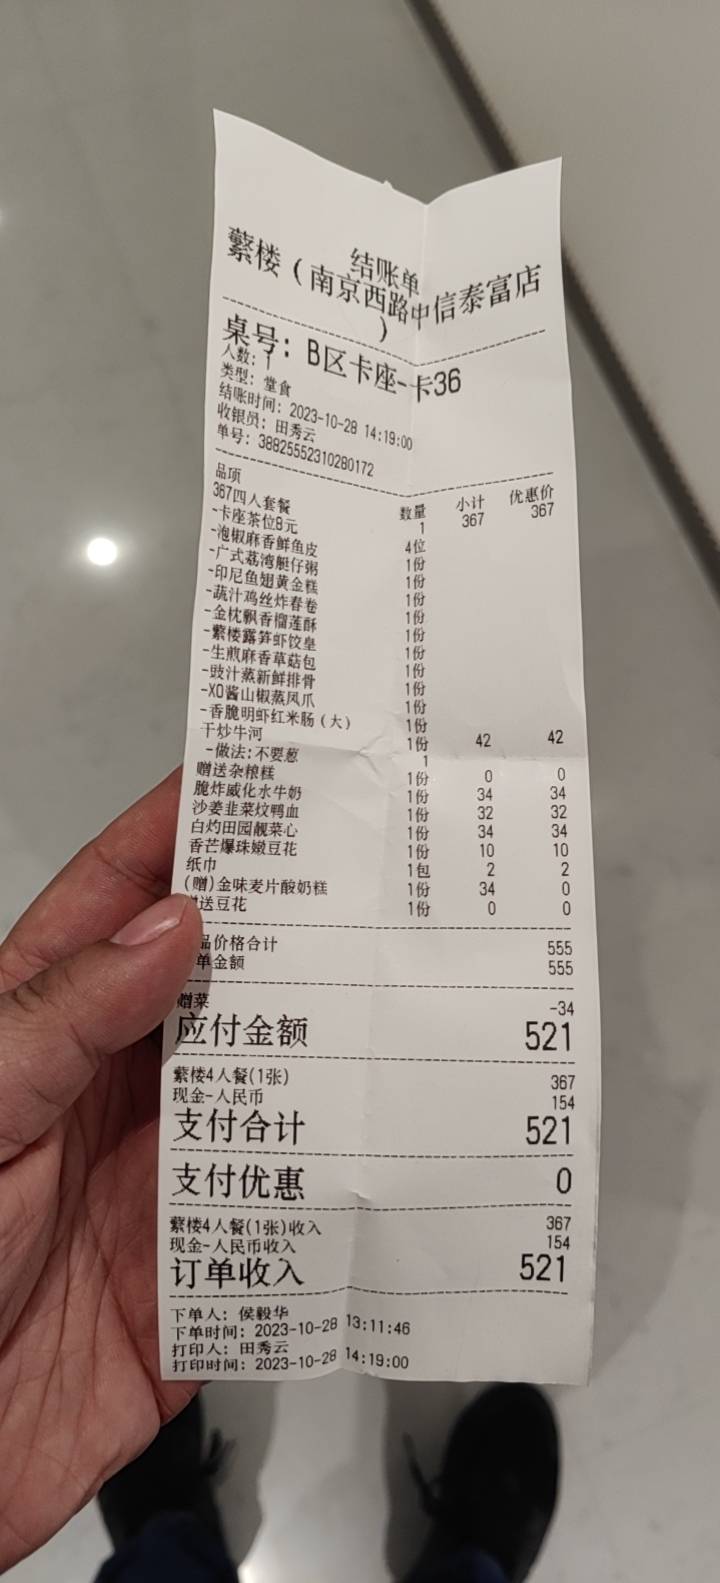 结账单
蘩楼（南京西路中信泰富店
）
桌号：B区卡座-卡36
人数：1
类型：堂食
结账时间：2023-10-28 14:19:00
收银员：田秀云
单号：38825552310280172
品项 数量 小计 优惠价
367四人套餐 1 367 367
-卡座茶位8元 4位
-泡椒麻香鲜鱼皮 1份
-广式荔湾艇仔粥 1份
-印尼鱼翅黄金糕 1份
-蔬汁鸡丝炸春卷 1份
-金枕飘香榴莲酥 1份
-蘩楼露笋虾饺皇 1份
-生煎麻香草菇包 1份
-豉汁蒸新鲜排骨 1份
-XO酱山椒蒸凤爪 1份
-香脆明虾红米肠（大） 1份
干炒牛河 1份 42 42
-做法:不要葱 1
赠送杂粮糕 1份 0 0
脆炸威化水牛奶 1份 34 34
沙姜韭菜炆鸭血 1份 32 32
白灼田园靓菜心 1份 34 34
香芒爆珠嫩豆花 1份 10 10
纸巾 1包 2 2
(赠)金味麦片酸奶糕 1份 34 0
送豆花 1份 0 0
品价格合计 555
单金额 555
赠菜 -34
应付金额 521
蘩楼4人餐(1张) 367
现金-人民币 154
支付合计 521
支付优惠 0
蘩楼4人餐(1张)收入 367
现金-人民币收入 154
订单收入 521
下单人：侯毅华
下单时间：2023-10-28 13:11:46
打印人：田秀云
打印时间：2023-10-28 14:19:00